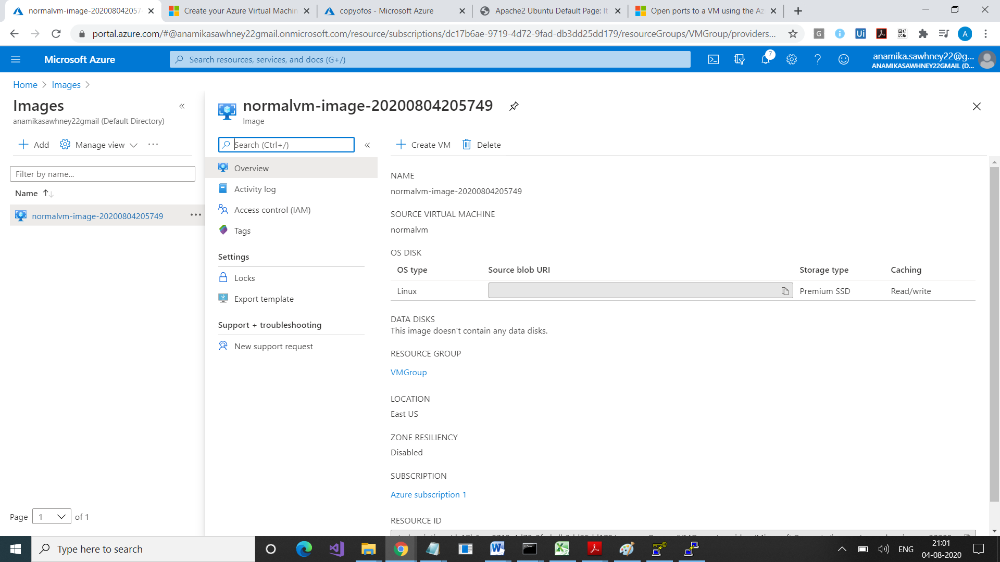 normalvm-image-2020080420574
Create your Azure Virtual Machin
copyofos - Microsoft Azure
Apache2 Ubuntu Default Page: It
Open ports to a VM using the Az
portal.azure.com/#@anamikasawhney22gmail.onmicrosoft.com/resource/subscriptions/dc17b6ae-9719-4d72-9fad-db3dd25dd179/resourceGroups/VMGroup/providers...
G
Ui
A
Microsoft Azure
Search resources, services, and docs (G+/)
7
anamika.sawhney22@g...
ANAMIKASAWHNEY22GMAIL (D...
Home > Images >
Images
anamikasawhney22gmail (Default Directory)
Add
Manage view
Filter by name...
Name
normalvm-image-20200804205749
Page 1 of 1
normalvm-image-20200804205749
Image
Search (Ctrl+/)
Overview
Activity log
Access control (IAM)
Tags
Settings
Locks
Export template
Support + troubleshooting
New support request
Create VM
Delete
NAME
normalvm-image-20200804205749
SOURCE VIRTUAL MACHINE
normalvm
OS DISK
OS type Source blob URI Storage type Caching
Linux Premium SSD Read/write
DATA DISKS
This image doesn't contain any data disks.
RESOURCE GROUP
VMGroup
LOCATION
East US
ZONE RESILIENCY
Disabled
SUBSCRIPTION
Azure subscription 1
RESOURCE ID
Type here to search
ENG
21:01
04-08-2020